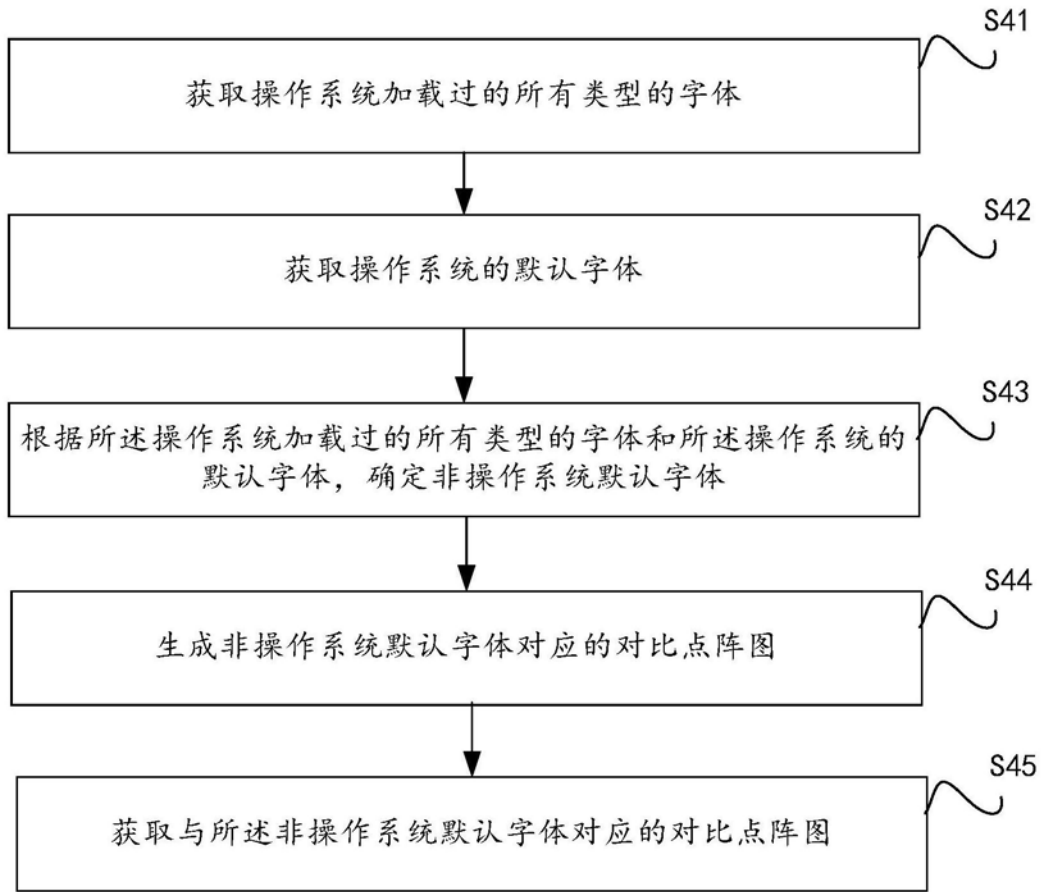 S41
获取操作系统加载过的所有类型的字体
S42
获取操作系统的默认字体
S43
根据所述操作系统加载过的所有类型的字体和所述操作系统的
默认字体，确定非操作系统默认字体
S44
生成非操作系统默认字体对应的对比点阵图
S45
获取与所述非操作系统默认字体对应的对比点阵图